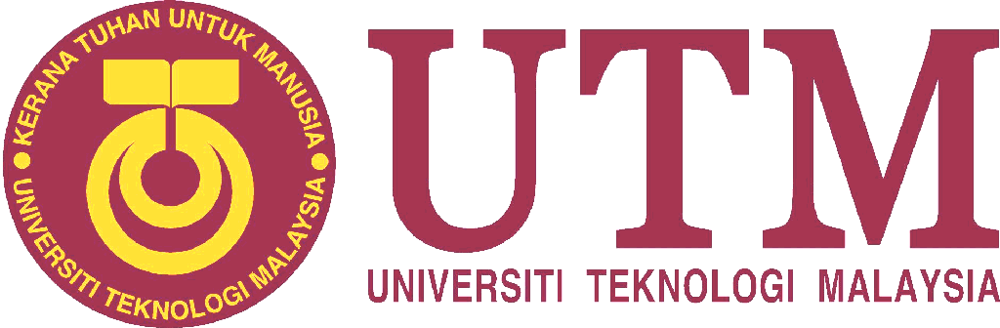 • KERANA TUHAN UNTUK MANUSIA •
UNIVERSITI TEKNOLOGI MALAYSIA
UTM
UNIVERSITI TEKNOLOGI MALAYSIA